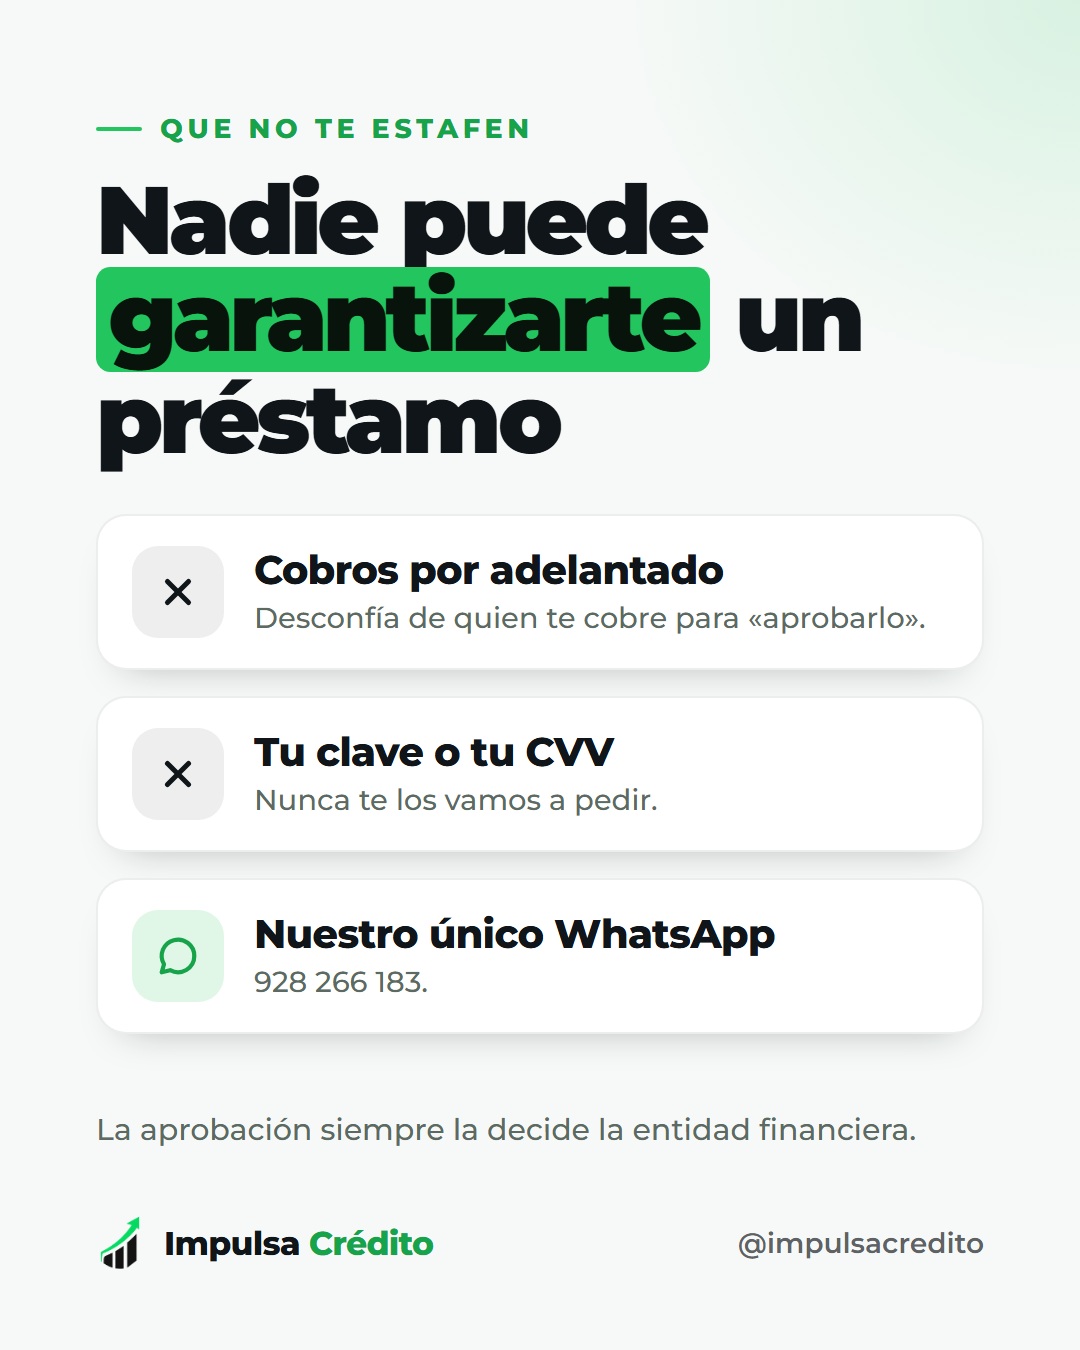 QUE NO TE ESTAFEN
Nadie puede
garantizarte un
préstamo
Cobros por adelantado
Desconfía de quien te cobre para «aprobarlo».
Tu clave o tu CVV
Nunca te los vamos a pedir.
Nuestro único WhatsApp
928 266 183.
La aprobación siempre la decide la entidad financiera.
Impulsa Crédito
@impulsacredito